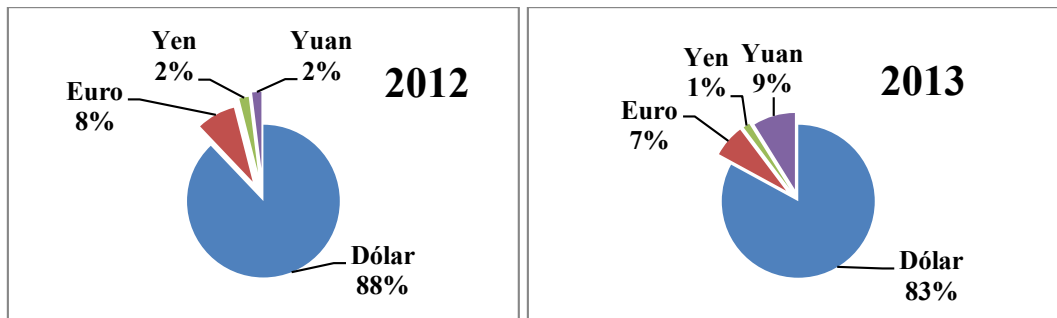 Yen
2%
Yuan
2%
2012
Euro
8%
Dólar
88%
Yen
1%
Yuan
9%
2013
Euro
7%
Dólar
83%